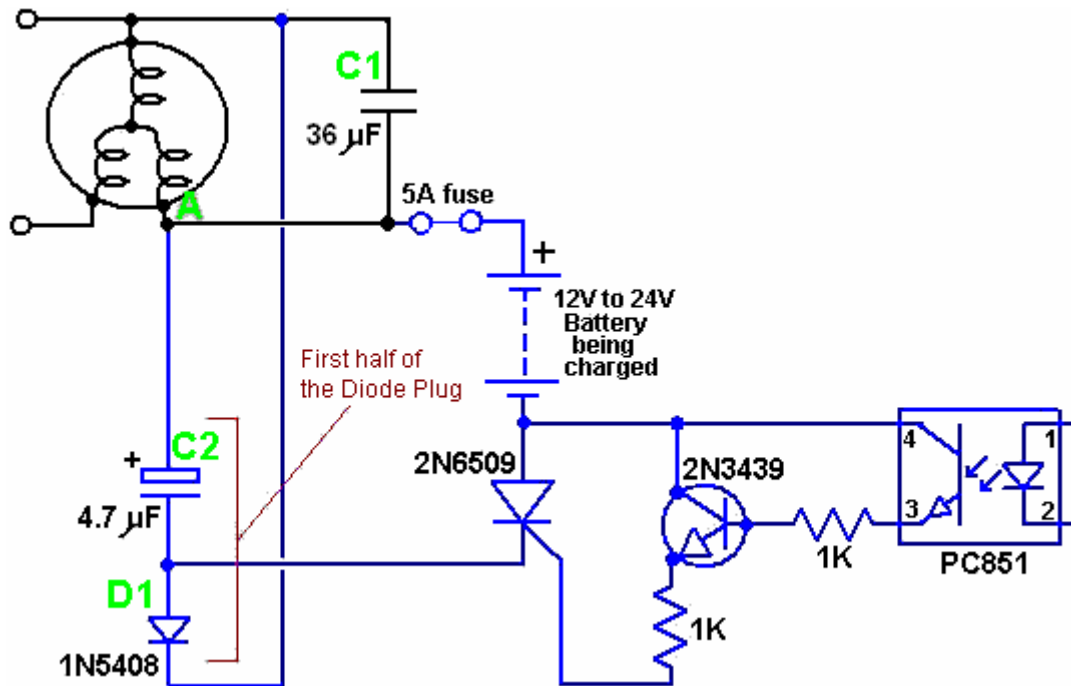 C1
36 µF
A
5A fuse
+
12V to 24V
Battery
being
charged
First half of
the Diode Plug
C2
+
4.7 µF
2N6509
2N3439
4
1
3
2
1K
PC851
D1
1K
1N5408